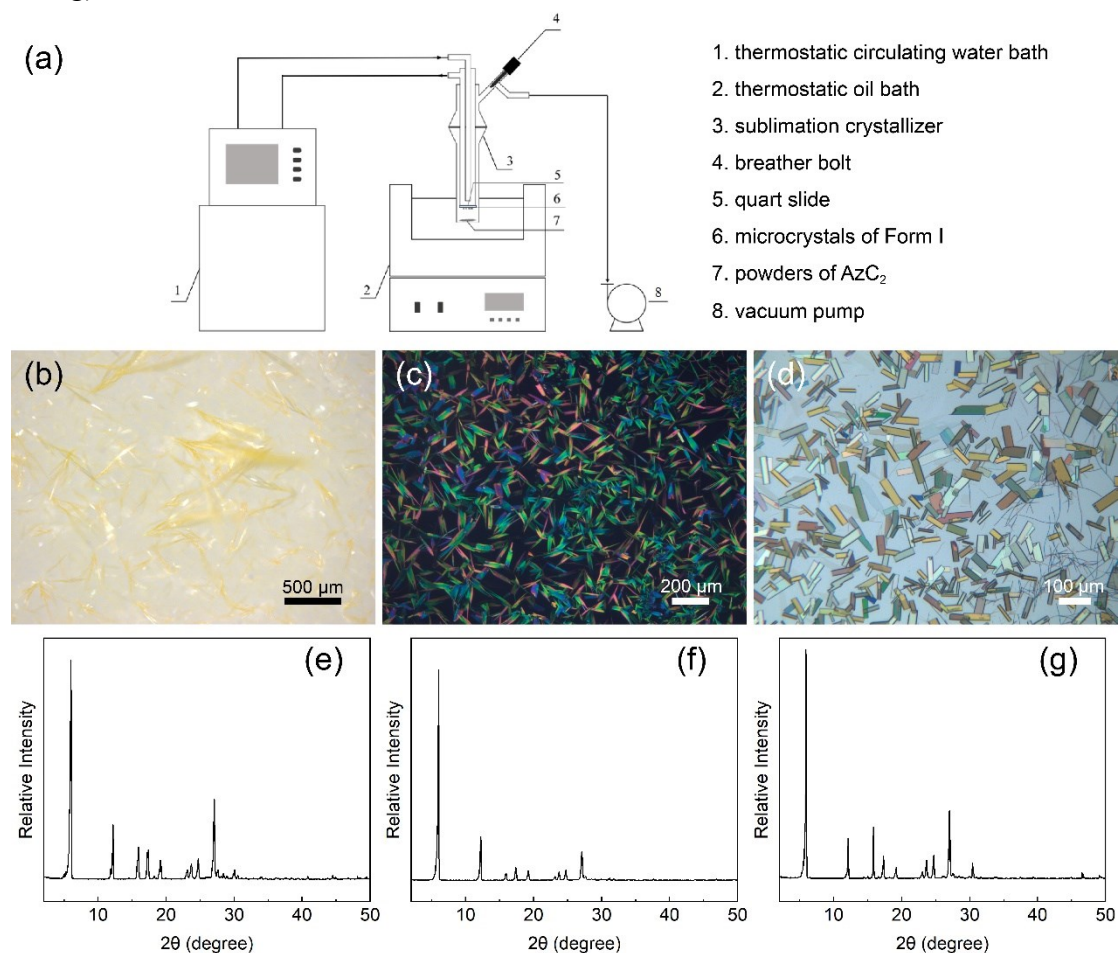 (a)
4
3
5
6
7
1
2
8
1. thermostatic circulating water bath
2. thermostatic oil bath
3. sublimation crystallizer
4. breather bolt
5. quart slide
6. microcrystals of Form I
7. powders of AzC₂
8. vacuum pump
(b)
500 μm
(c)
200 μm
(d)
100 μm
(e)
Relative Intensity
10 20 30 40 50
2θ (degree)
(f)
Relative Intensity
10 20 30 40 50
2θ (degree)
(g)
Relative Intensity
10 20 30 40 50
2θ (degree)